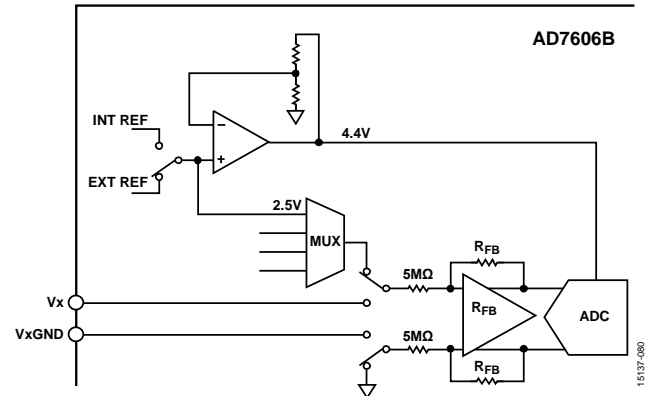 AD7606B
INT REF
4.4V
EXT REF
2.5V
MUX
RFB
5MΩ
Vx
RFB
ADC
VxGND
5MΩ
RFB
15137-080